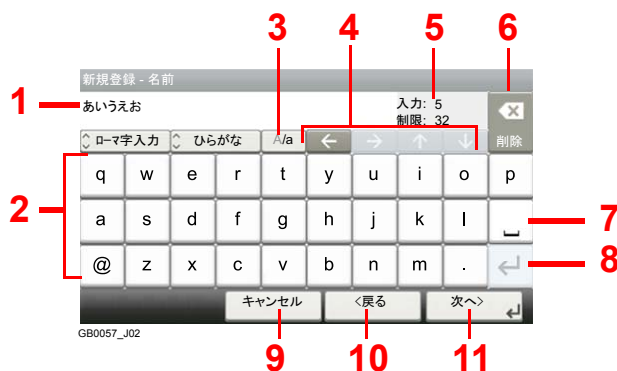 3 4 5 6
新規登録 - 名前
1 あいうえお 入力: 5
制限: 32
ローマ字入力 ひらがな A/a ← → ↑ ↓ 削除
2 q w e r t y u i o p
a s d f g h j k l 7
@ z x c v b n m . 8
キャンセル <戻る 次へ>
GB0057_J02
9 10 11